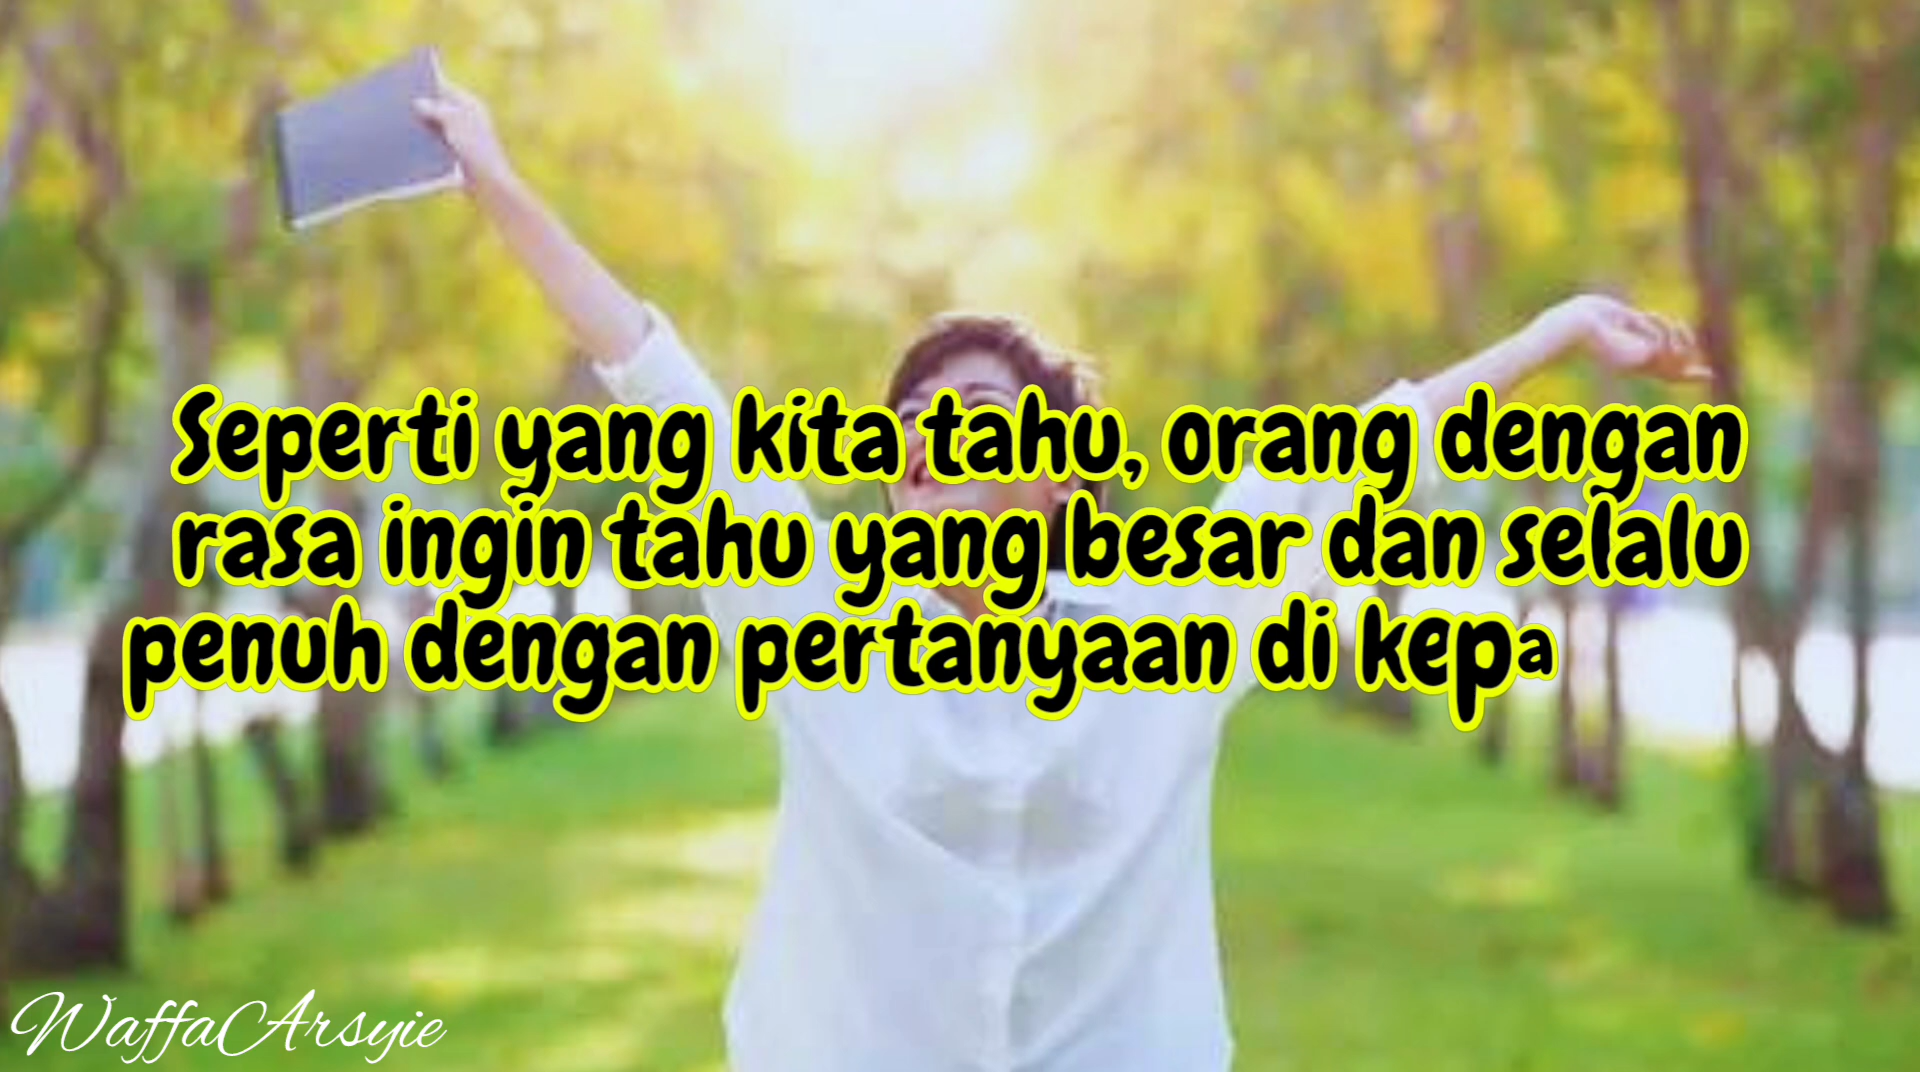 Seperti yang kita tahu, orang dengan
rasa ingin tahu yang besar dan selalu
penuh dengan pertanyaan di kepa
WaffaArsyie